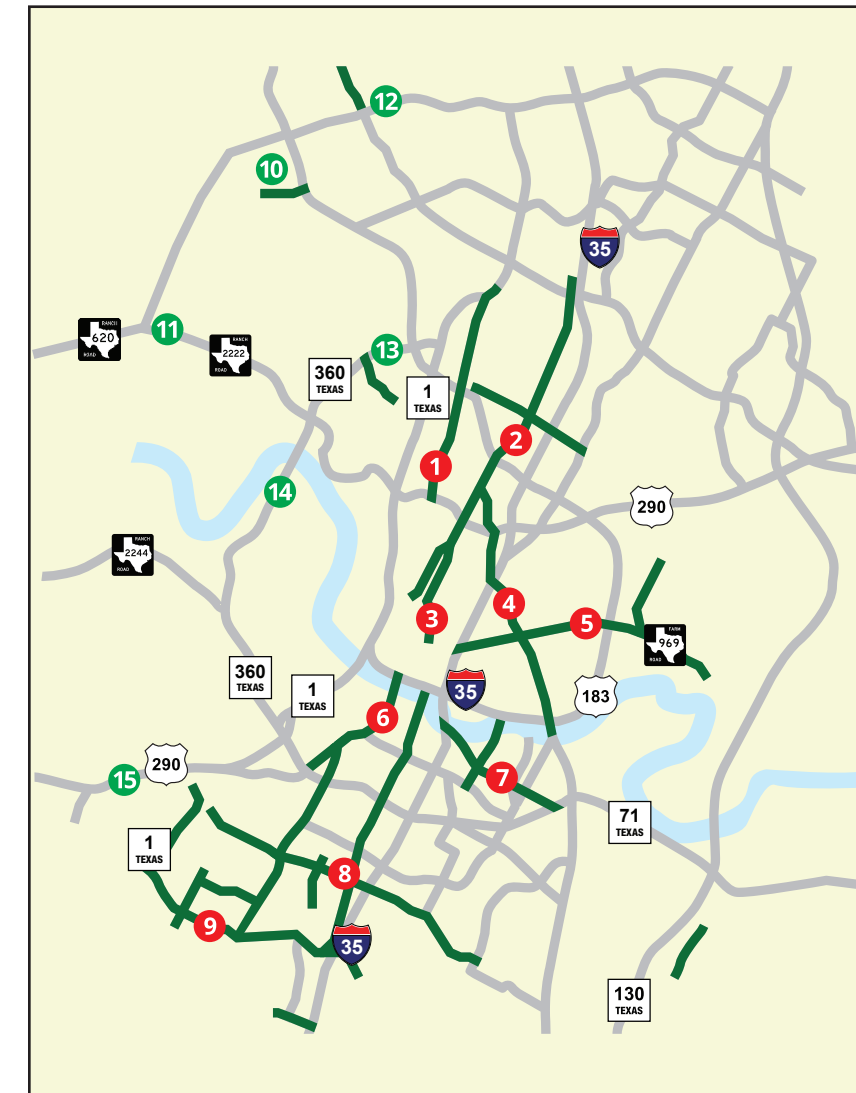 12
10
35
RANCH
620
ROAD
11
RANCH
2222
ROAD
13
360
TEXAS
1
TEXAS
2
1
14
290
RANCH
2244
ROAD
4
3
5
FARM
969
ROAD
360
TEXAS
1
TEXAS
35
183
6
290
15
7
71
TEXAS
1
TEXAS
8
9
35
130
TEXAS